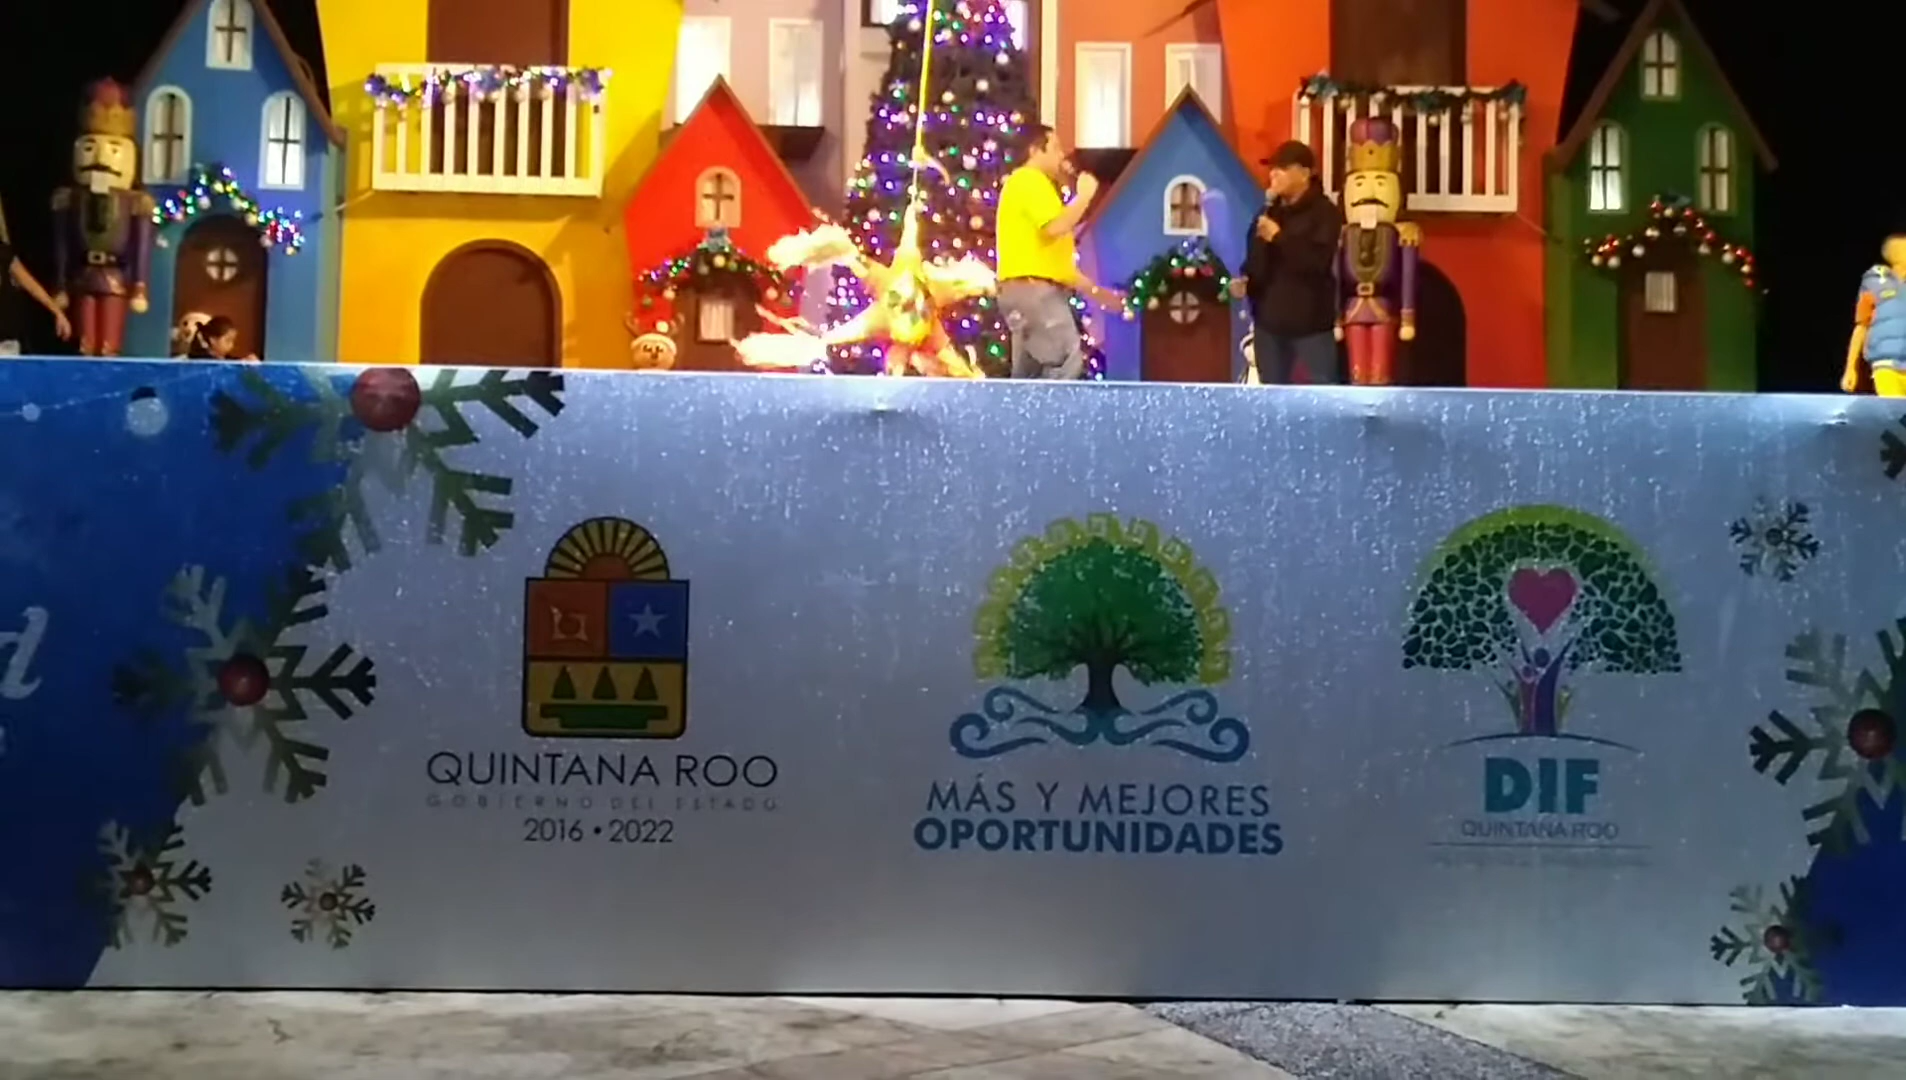 QUINTANA ROO
GOBIERNO DEL ESTADO
2016 • 2022
MÁS Y MEJORES
OPORTUNIDADES
DIF
QUINTANA ROO